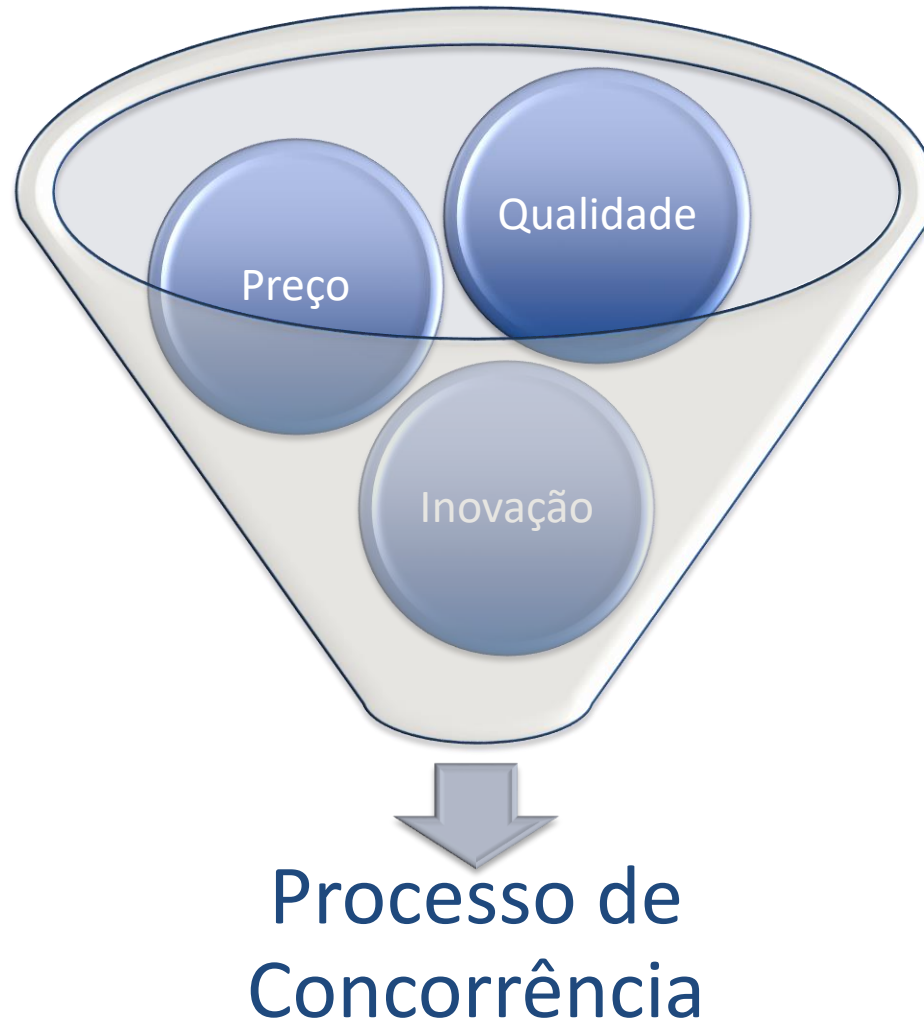 Qualidade
Preço
Inovação
Processo de
Concorrência